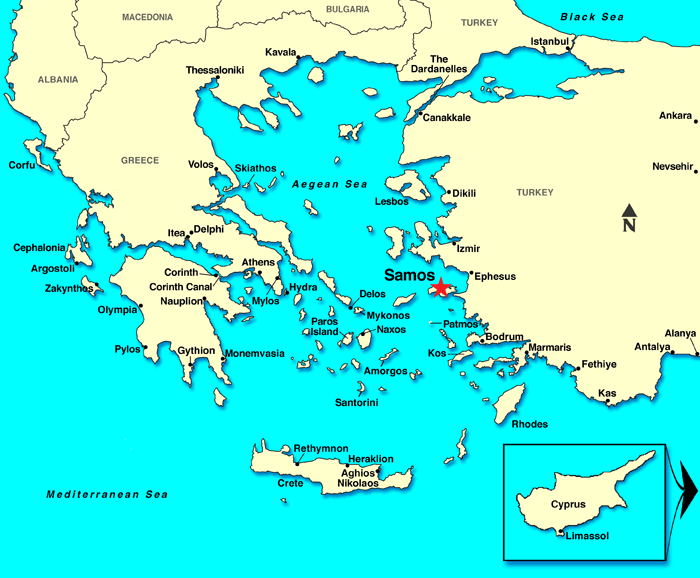 BULGARIA
Black Sea
MACEDONIA
TURKEY
Istanbul
Kavala
The
Dardanelles
Thessaloniki
ALBANIA
Canakkale
Ankara
Corfu
GREECE
Volos
Skiathos
Nevsehir
Aegean Sea
Lesbos
Dikili
TURKEY
N
Itea
Delphi
Cephalonia
Izmir
Argostoli
Athens
Corinth
Samos
Ephesus
Zakynthos
Corinth Canal
Hydra
Nauplion
Mylos
Delos
Olympia
Mykonos
Paros
Island
Naxos
Patmos
Bodrum
Alanya
Pylos
Gythion
Monemvasia
Kos
Marmaris
Antalya
Amorgos
Fethiye
Santorini
Kas
Rhodes
Rethymnon
Heraklion
Aghios
Nikolaos
Crete
Mediterranean Sea
Cyprus
Limassol